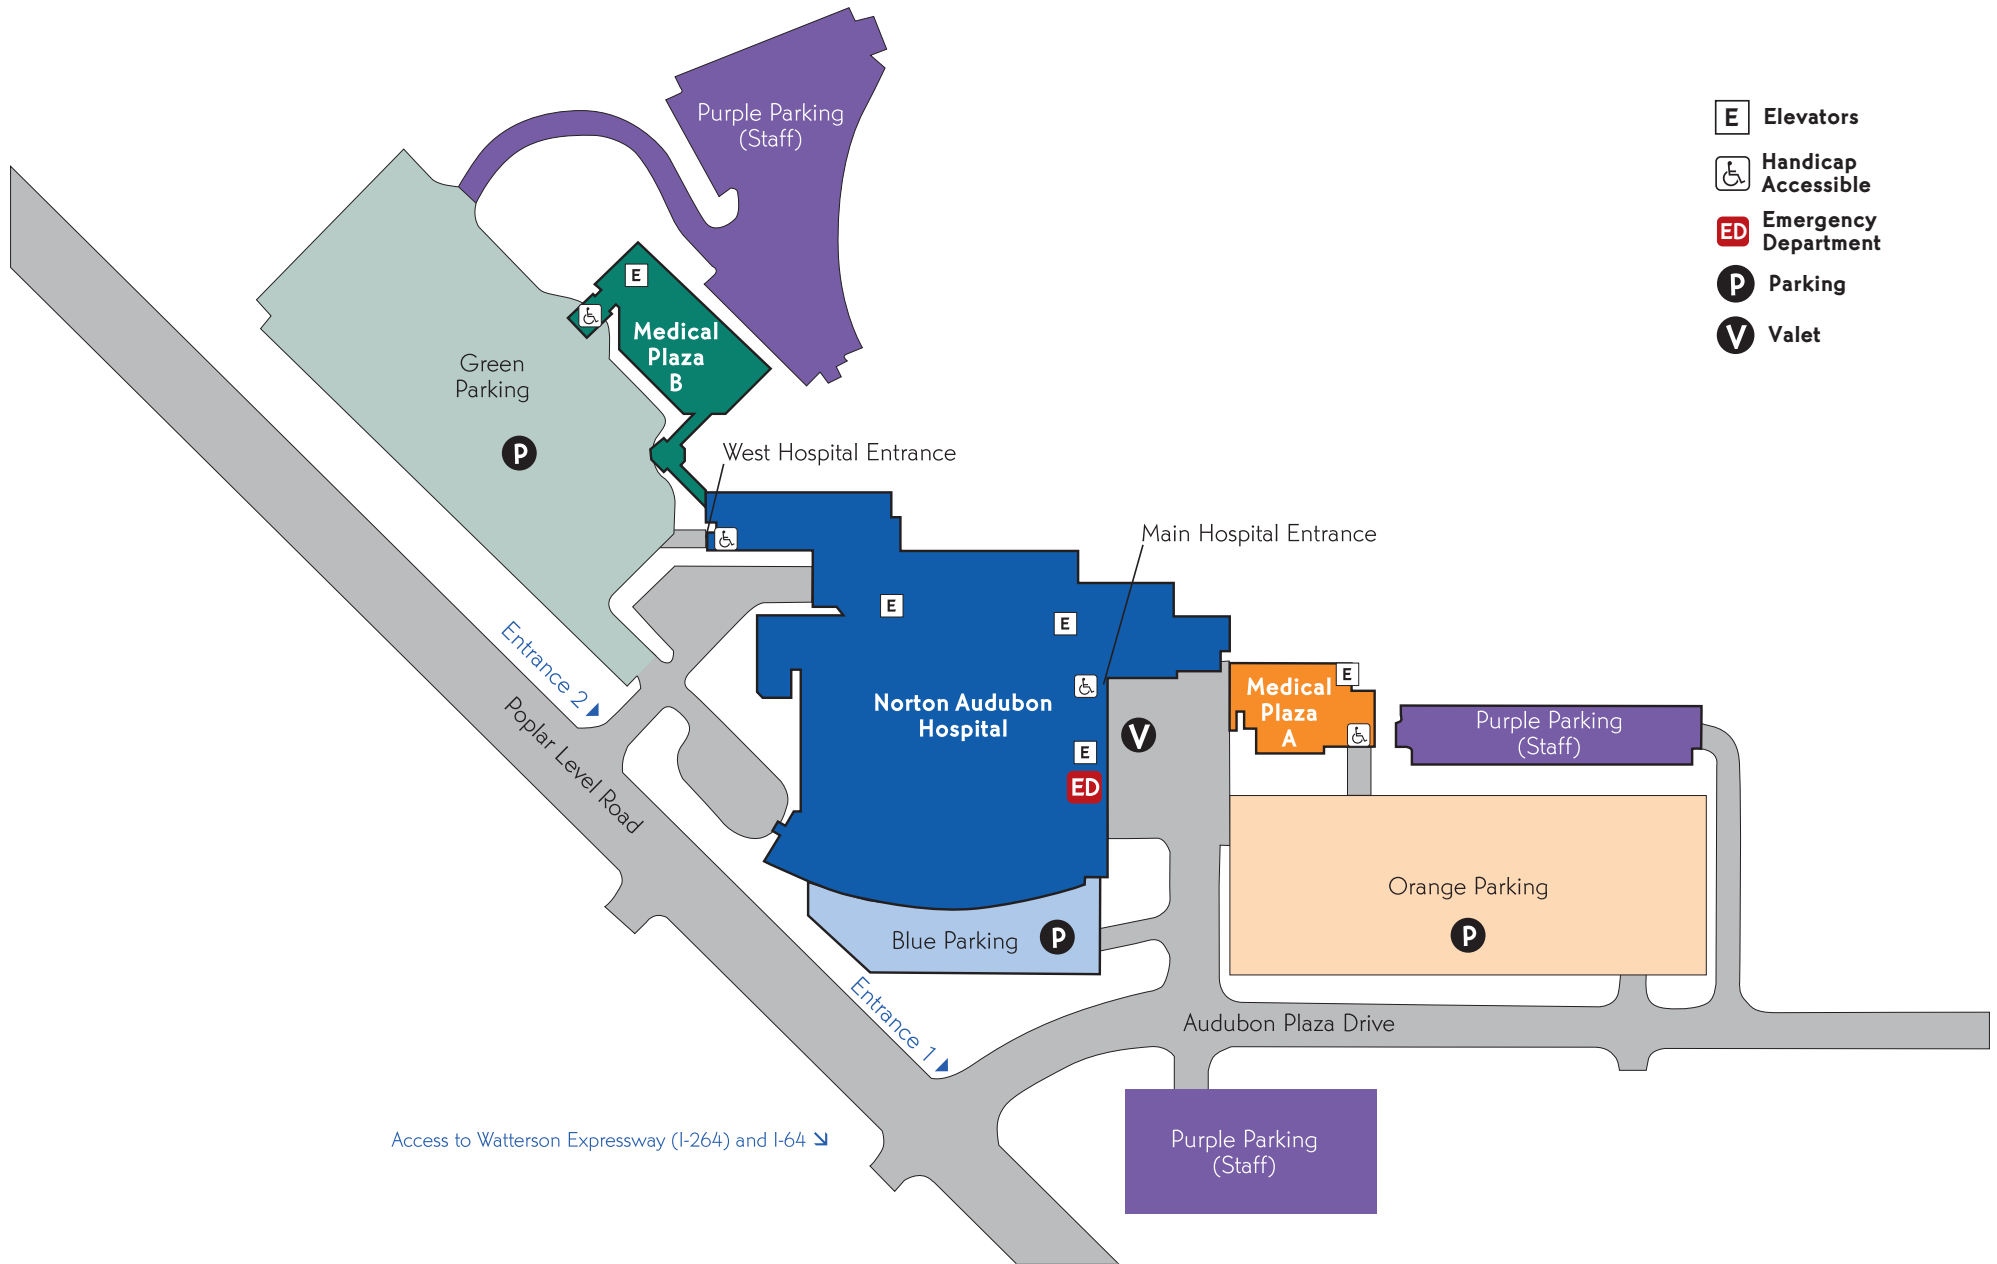 Purple Parking
(Staff)
E
Elevators
Handicap
Accessible
ED
Emergency
Department
P
Parking
V
Valet
E
Medical
Plaza
B
Green
Parking
P
West Hospital Entrance
Main Hospital Entrance
E
E
Entrance 2
Poplar Level Road
Norton Audubon
Hospital
V
E
ED
E
Medical
Plaza
A
Purple Parking
(Staff)
Orange Parking
P
Blue Parking
P
Entrance 1
Audubon Plaza Drive
Access to Watterson Expressway (I-264) and I-64
Purple Parking
(Staff)